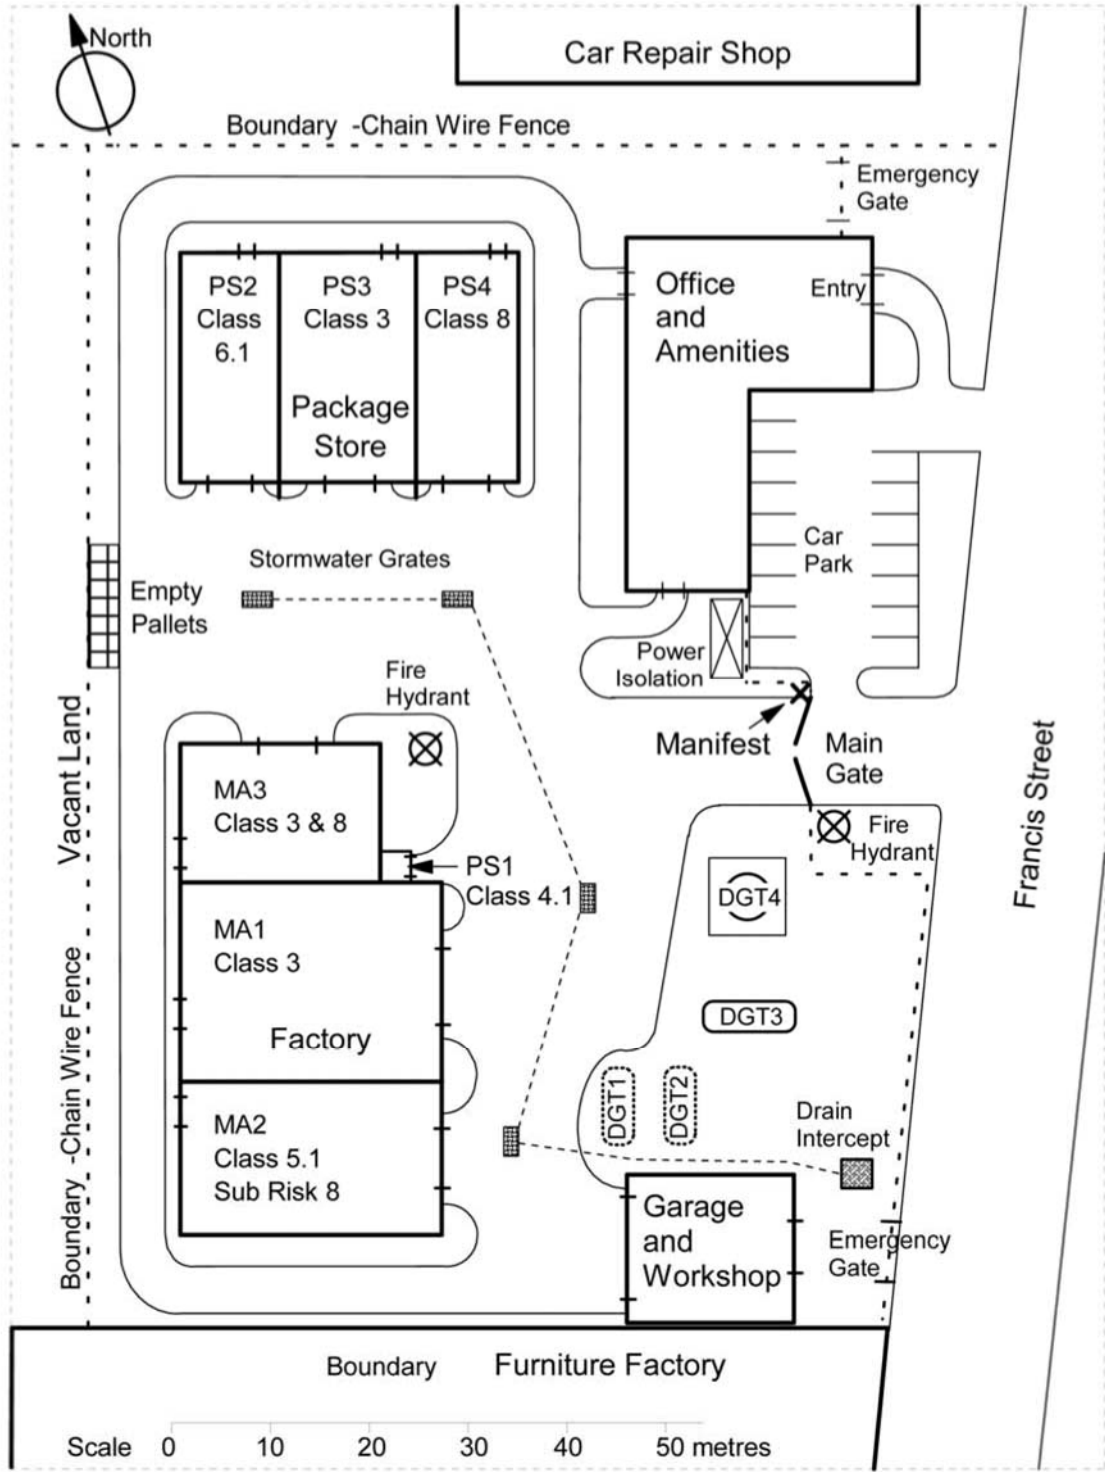 North
Car Repair Shop
Boundary -Chain Wire Fence
Emergency
Gate
PS2
Class
6.1
PS3
Class 3
PS4
Class 8
Package
Store
Office
and
Amenities
Entry
Stormwater Grates
Car
Park
Empty
Pallets
Power
Isolation
Fire
Hydrant
Manifest
Main
Gate
Vacant Land
Francis Street
MA3
Class 3 & 8
Fire
Hydrant
PS1
Class 4.1
DGT4
MA1
Class 3
Factory
DGT3
Boundary -Chain Wire Fence
DGT1
DGT2
MA2
Class 5.1
Sub Risk 8
Drain
Intercept
Garage
and
Workshop
Emergency
Gate
Boundary
Furniture Factory
Scale 0 10 20 30 40 50 metres